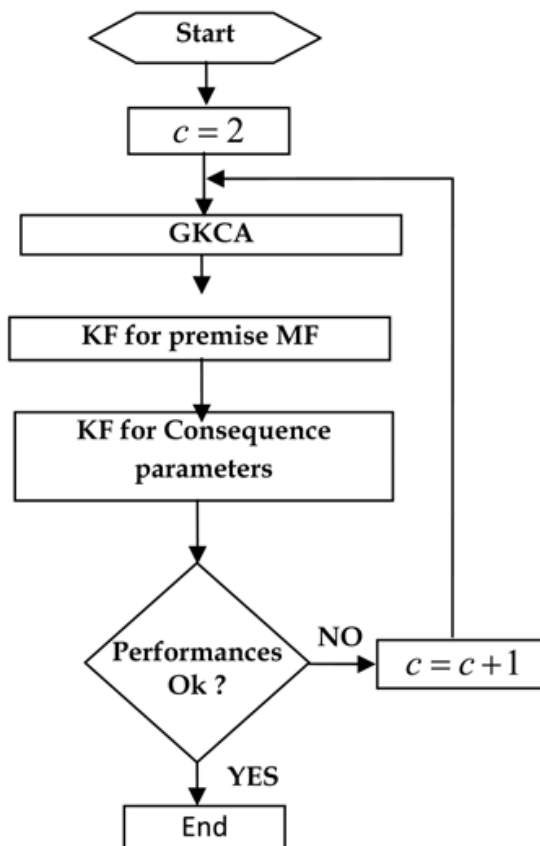 Start
c = 2
GKCA
KF for premise MF
KF for Consequence
parameters
Performances
Ok ?
NO
c = c+1
YES
End